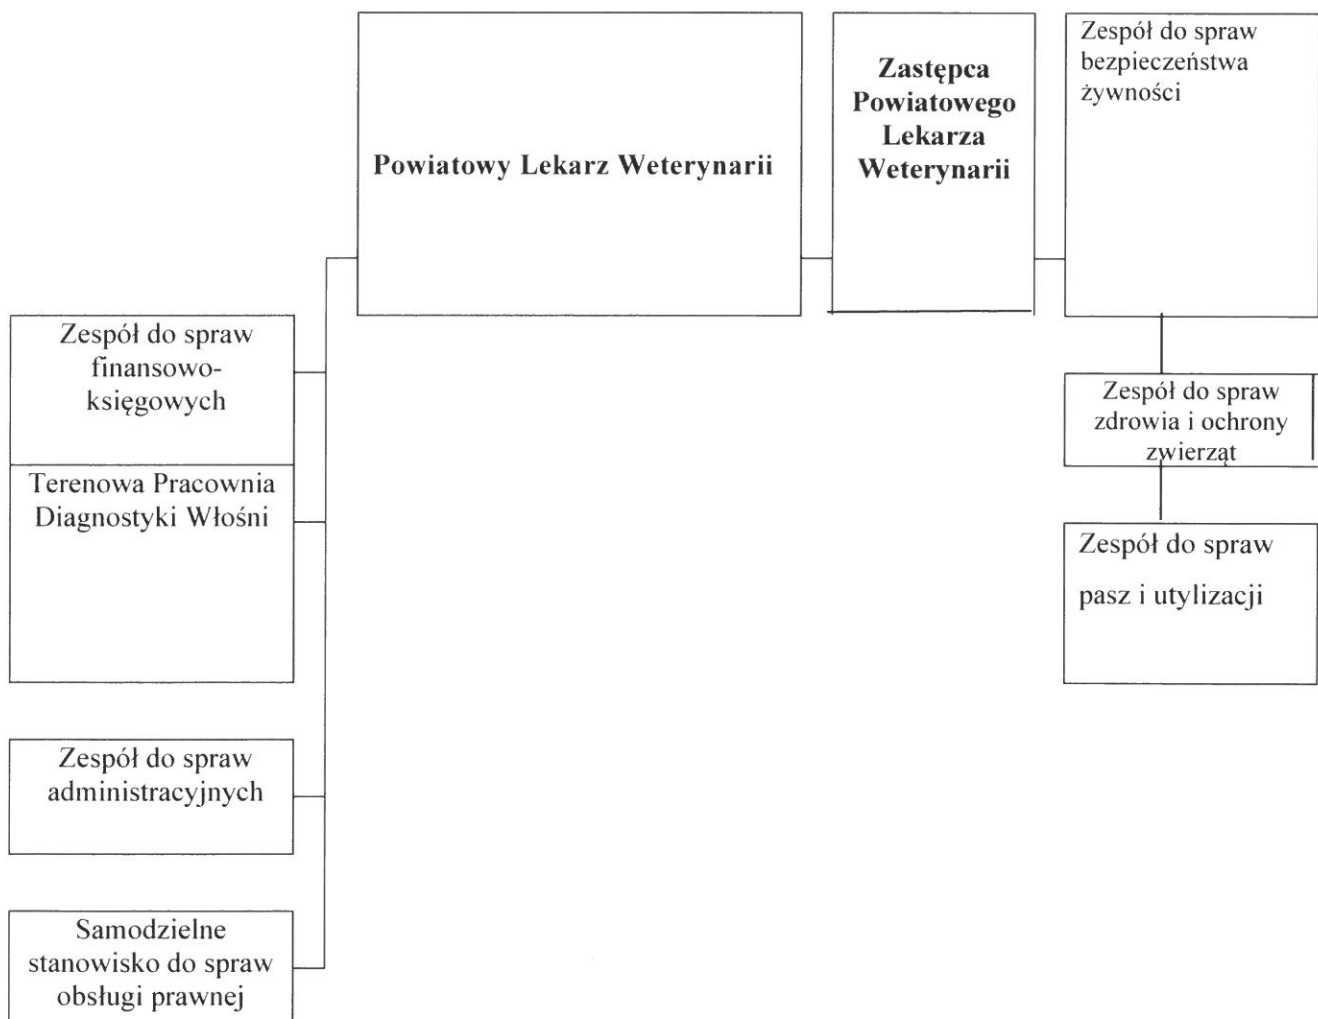 Powiatowy Lekarz Weterynarii
Zastępca
Powiatowego
Lekarza
Weterynarii
Zespół do spraw
bezpieczeństwa
żywności
Zespół do spraw
finansowo-
księgowych
Terenowa Pracownia
Diagnostyki Włośni
Zespół do spraw
administracyjnych
Samodzielne
stanowisko do spraw
obsługi prawnej
Zespół do spraw
zdrowia i ochrony
zwierząt
Zespół do spraw
pasz i utylizacji